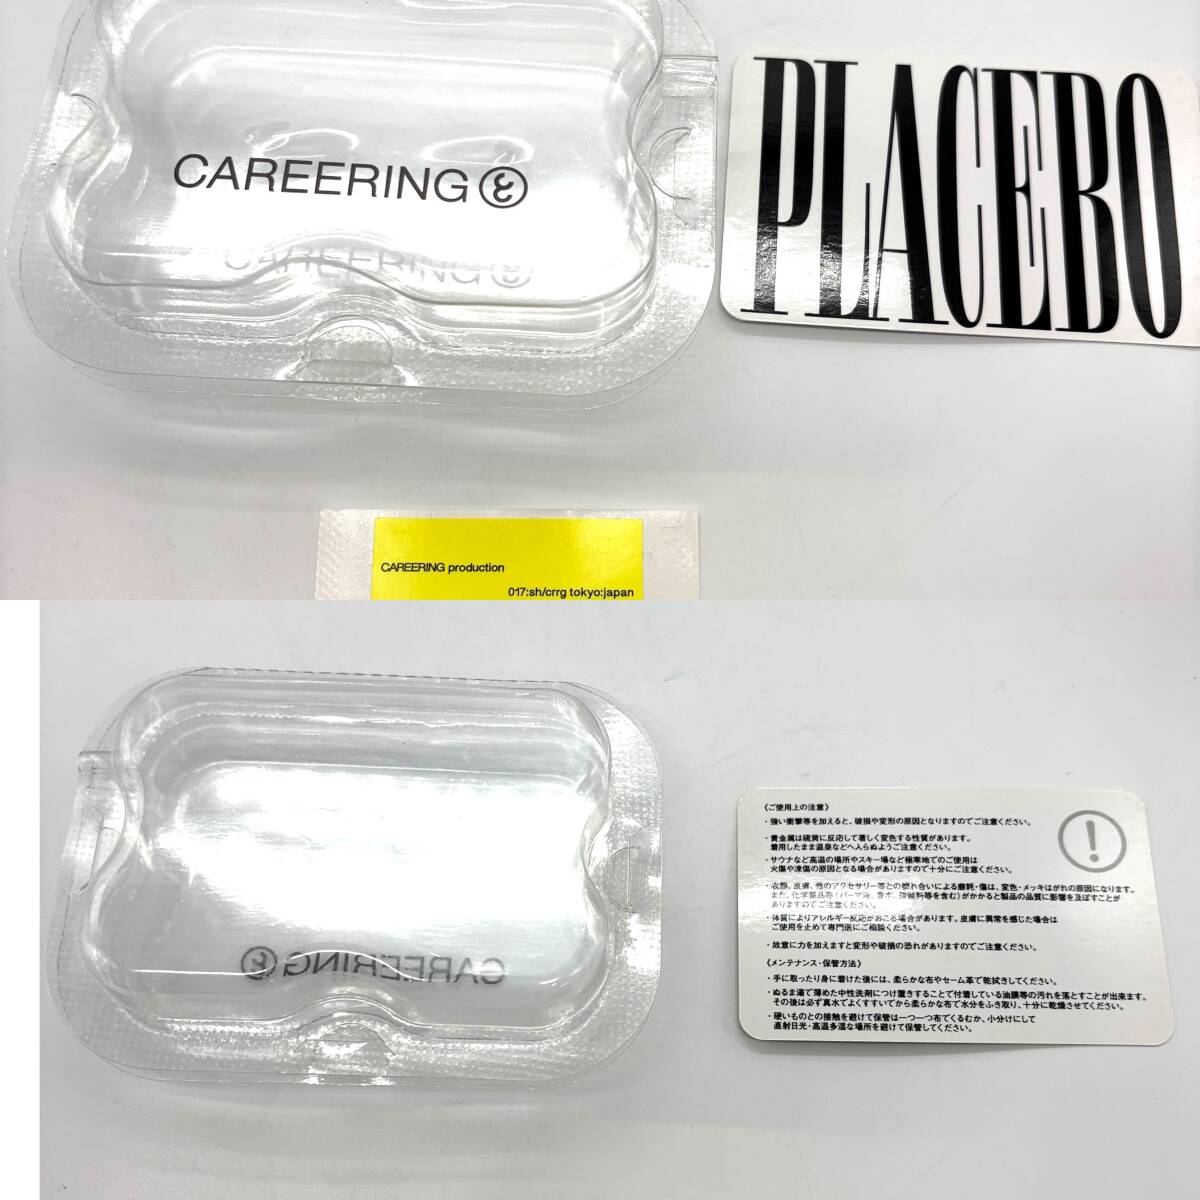 CAREERING
CAREERING
PLACEBO
CAREERING production
017:sh/crrg tokyo:japan
CAREERING
《ご使用上の注意》
・強い衝撃等を加えると、破損や変形の原因となりますのでご注意ください。
・貴金属は硫黄に反応して著しく変色する性質があります。
着用したまま温泉などへ入らぬようご注意ください。
・サウナなど高温の場所やスキー場など極寒地でのご使用は
火傷や凍傷の原因となる場合がありますので十分にご注意ください。
・衣類、皮膚、他のアクセサリー等との擦れ合いによる磨耗・傷は、変色・メッキはがれの原因になります。
また、化学薬品等(パーマ液、香水、強酸料等を含む)がかかると製品の品質に影響を及ぼすことが
ありますのでご注意ください。
・体質によりアレルギー反応がおこる場合があります。皮膚に異常を感じた場合は
ご使用を止めて専門医にご相談ください。
・故意に力を加えますと変形や破損の恐れがありますのでご注意ください。
《メンテナンス・保管方法》
・手に取ったり身に着けた後には、柔らかな布やセーム革で乾拭きしてください。
・ぬるま湯で薄めた中性洗剤につけ置きすることで付着している油膜等の汚れを落とすことが出来ます。
その後は必ず真水でよくすすいでから柔らかな布で水分をふき取り、十分に乾燥させてください。
・硬いものとの接触を避けて保管は一つ一つ布でくるむか、小分けにして
直射日光・高温多湿な場所を避けて保管してください。